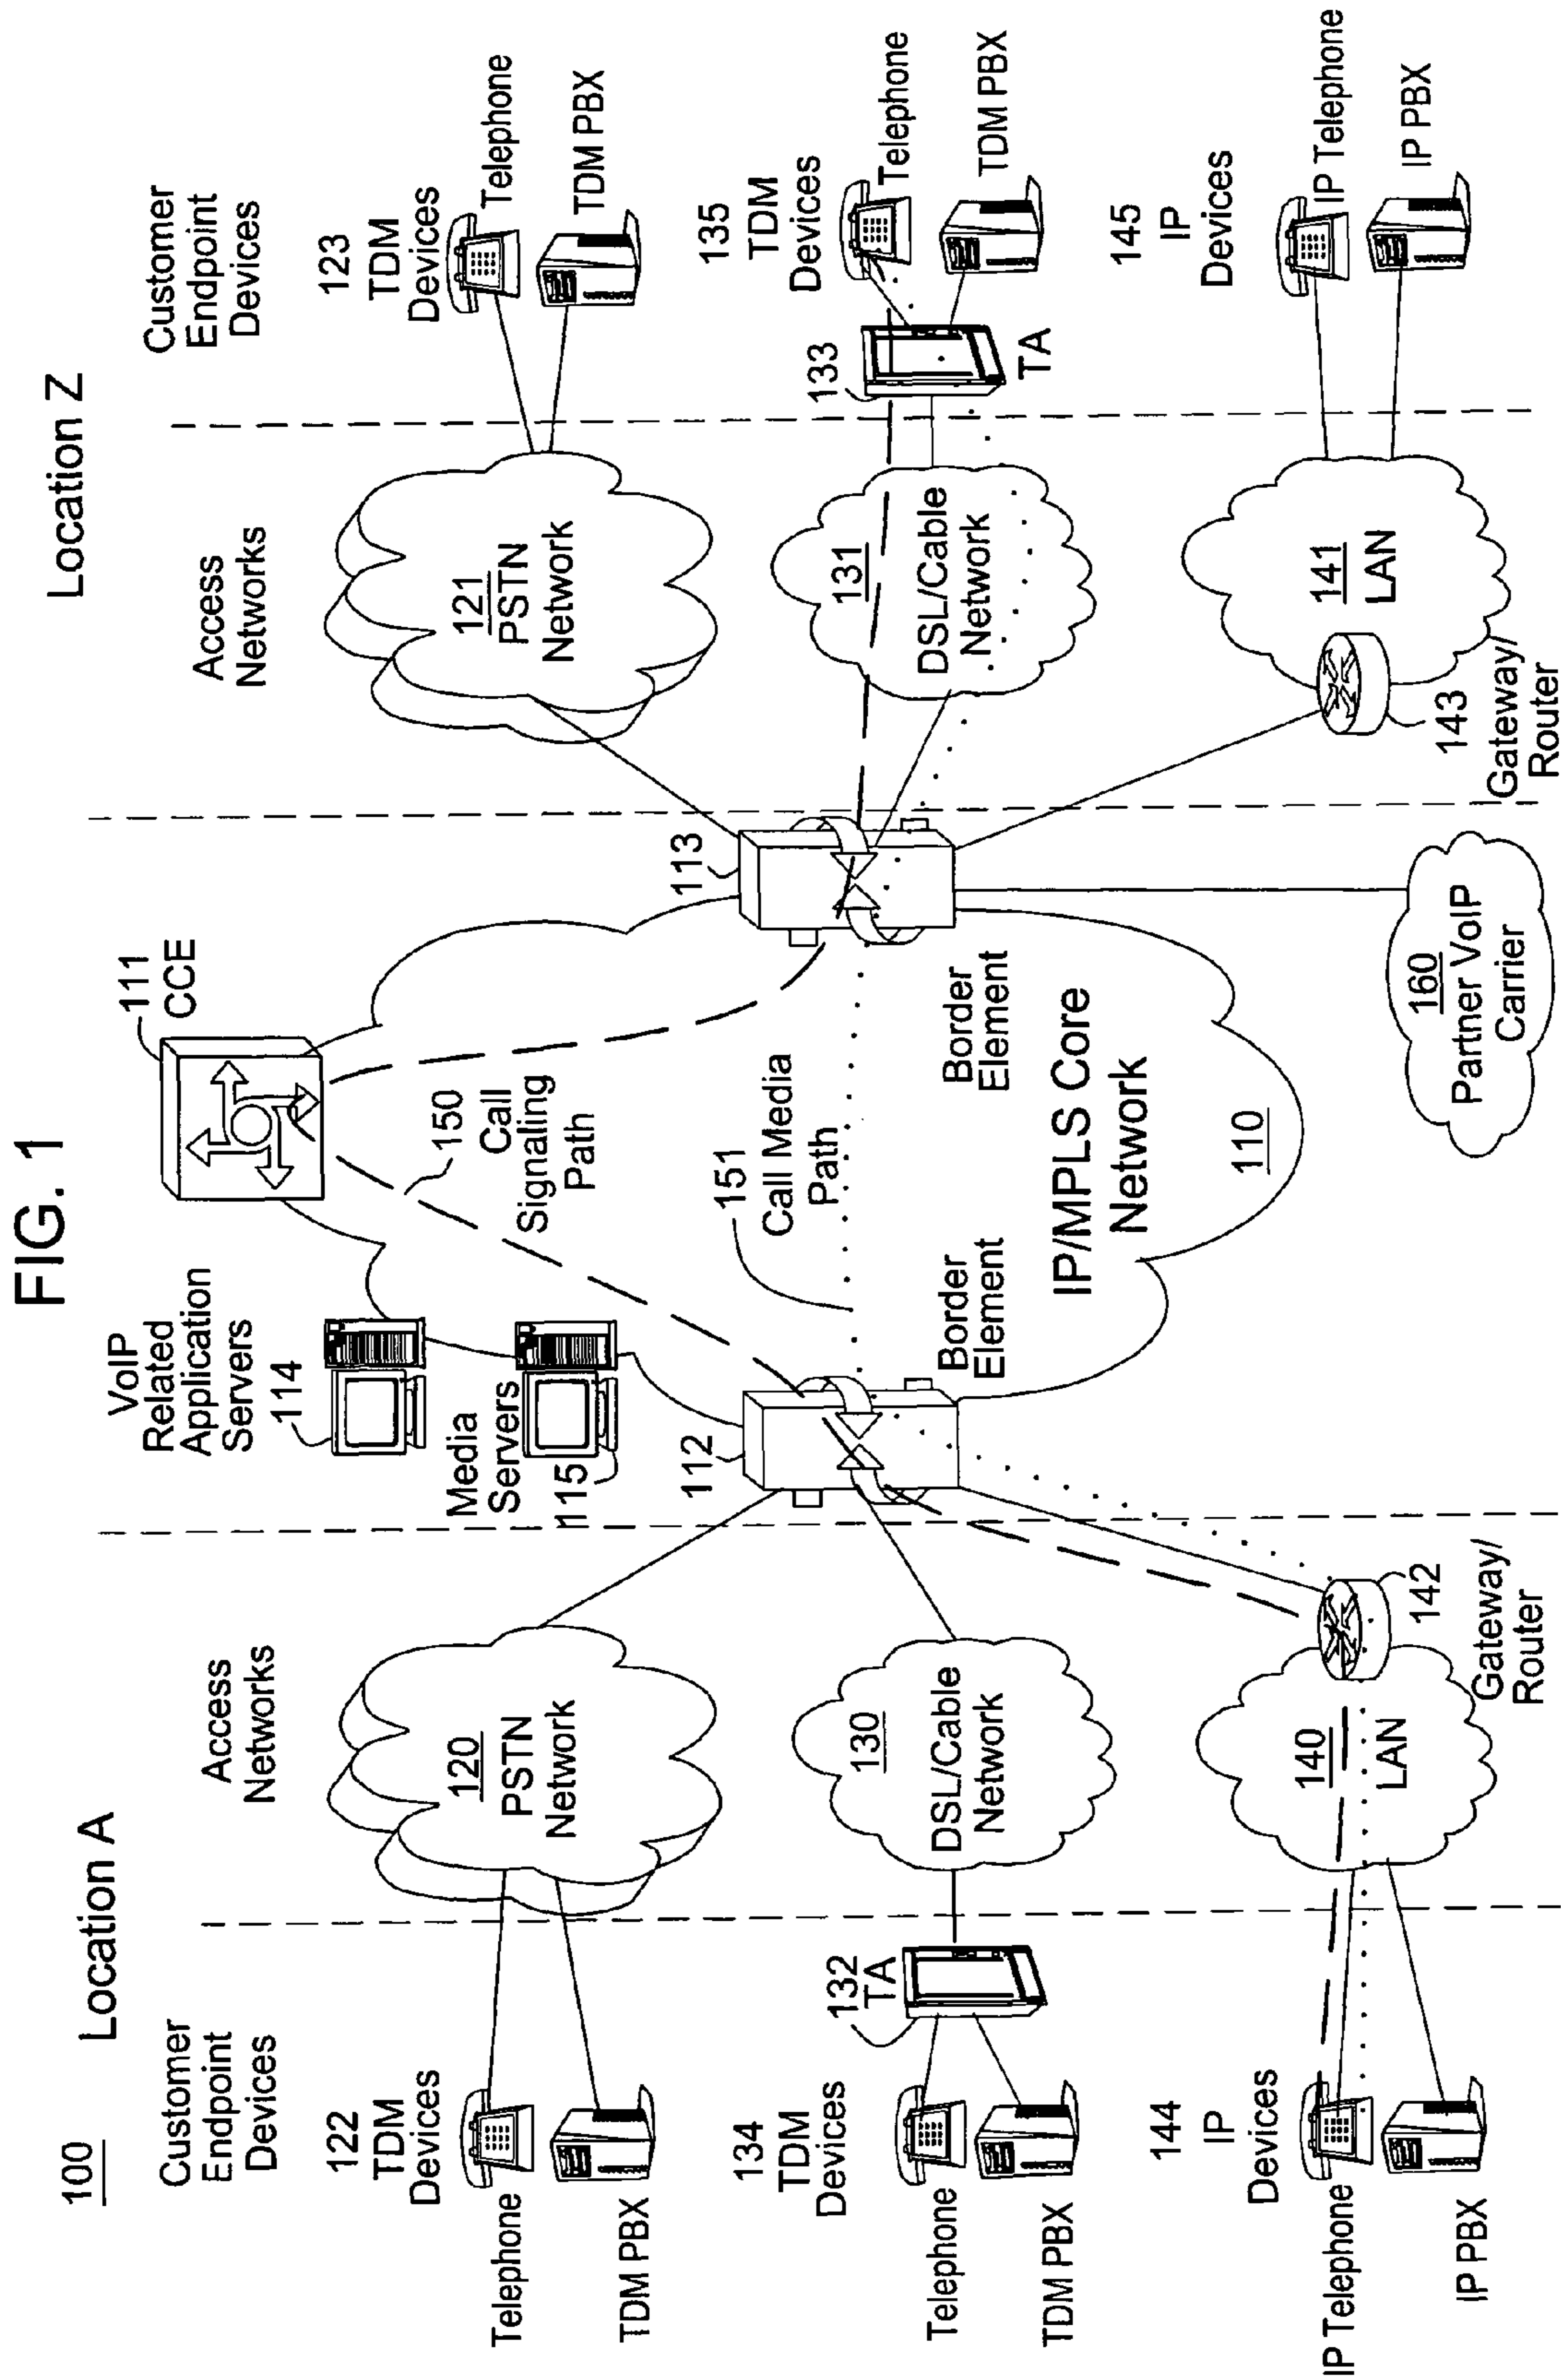 FIG. 1
100
Location A
Location Z
Customer
Endpoint
Devices
Access
Networks
VoIP
Related
Application
Servers
114
111
CCE
Access
Networks
Customer
Endpoint
Devices
122
TDM
Devices
Telephone
TDM PBX
120
PSTN
Network
Media
Servers
115
150
Call
Signaling
Path
121
PSTN
Network
123
TDM
Devices
Telephone
TDM PBX
112
113
151
Call Media
Path
134
TDM
Devices
Telephone
TDM PBX
132
TA
130
DSL/Cable
Network
Border
Element
Border
Element
131
DSL/Cable
Network
133
TA
135
TDM
Devices
Telephone
TDM PBX
IP/MPLS Core
Network
110
144
IP
Devices
IP Telephone
IP PBX
140
LAN
142
Gateway/
Router
160
Partner VoIP
Carrier
143
Gateway/
Router
141
LAN
145
IP
Devices
IP Telephone
IP PBX